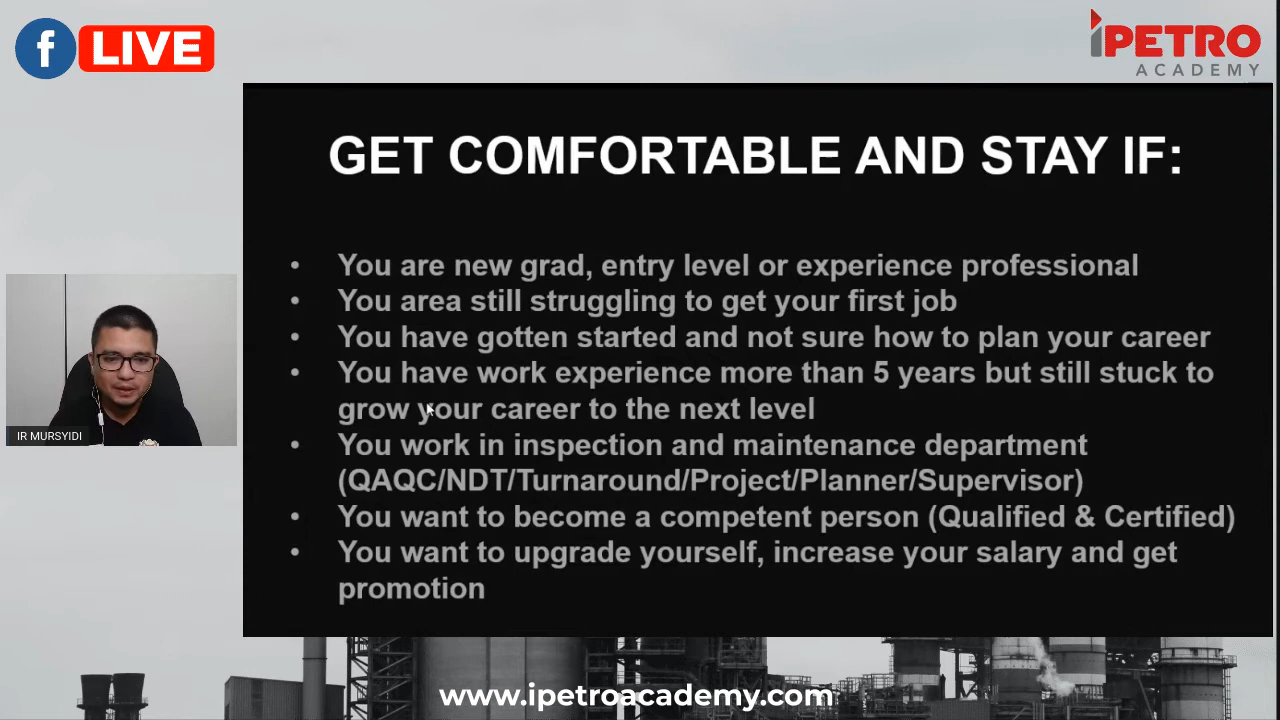 f LIVE
iPETRO
ACADEMY
GET COMFORTABLE AND STAY IF:
• You are new grad, entry level or experience professional
• You area still struggling to get your first job
• You have gotten started and not sure how to plan your career
• You have work experience more than 5 years but still stuck to
grow your career to the next level
• You work in inspection and maintenance department
(QAQC/NDT/Turnaround/Project/Planner/Supervisor)
• You want to become a competent person (Qualified & Certified)
• You want to upgrade yourself, increase your salary and get
promotion
IR MURSYIDI
www.ipetroacademy.com